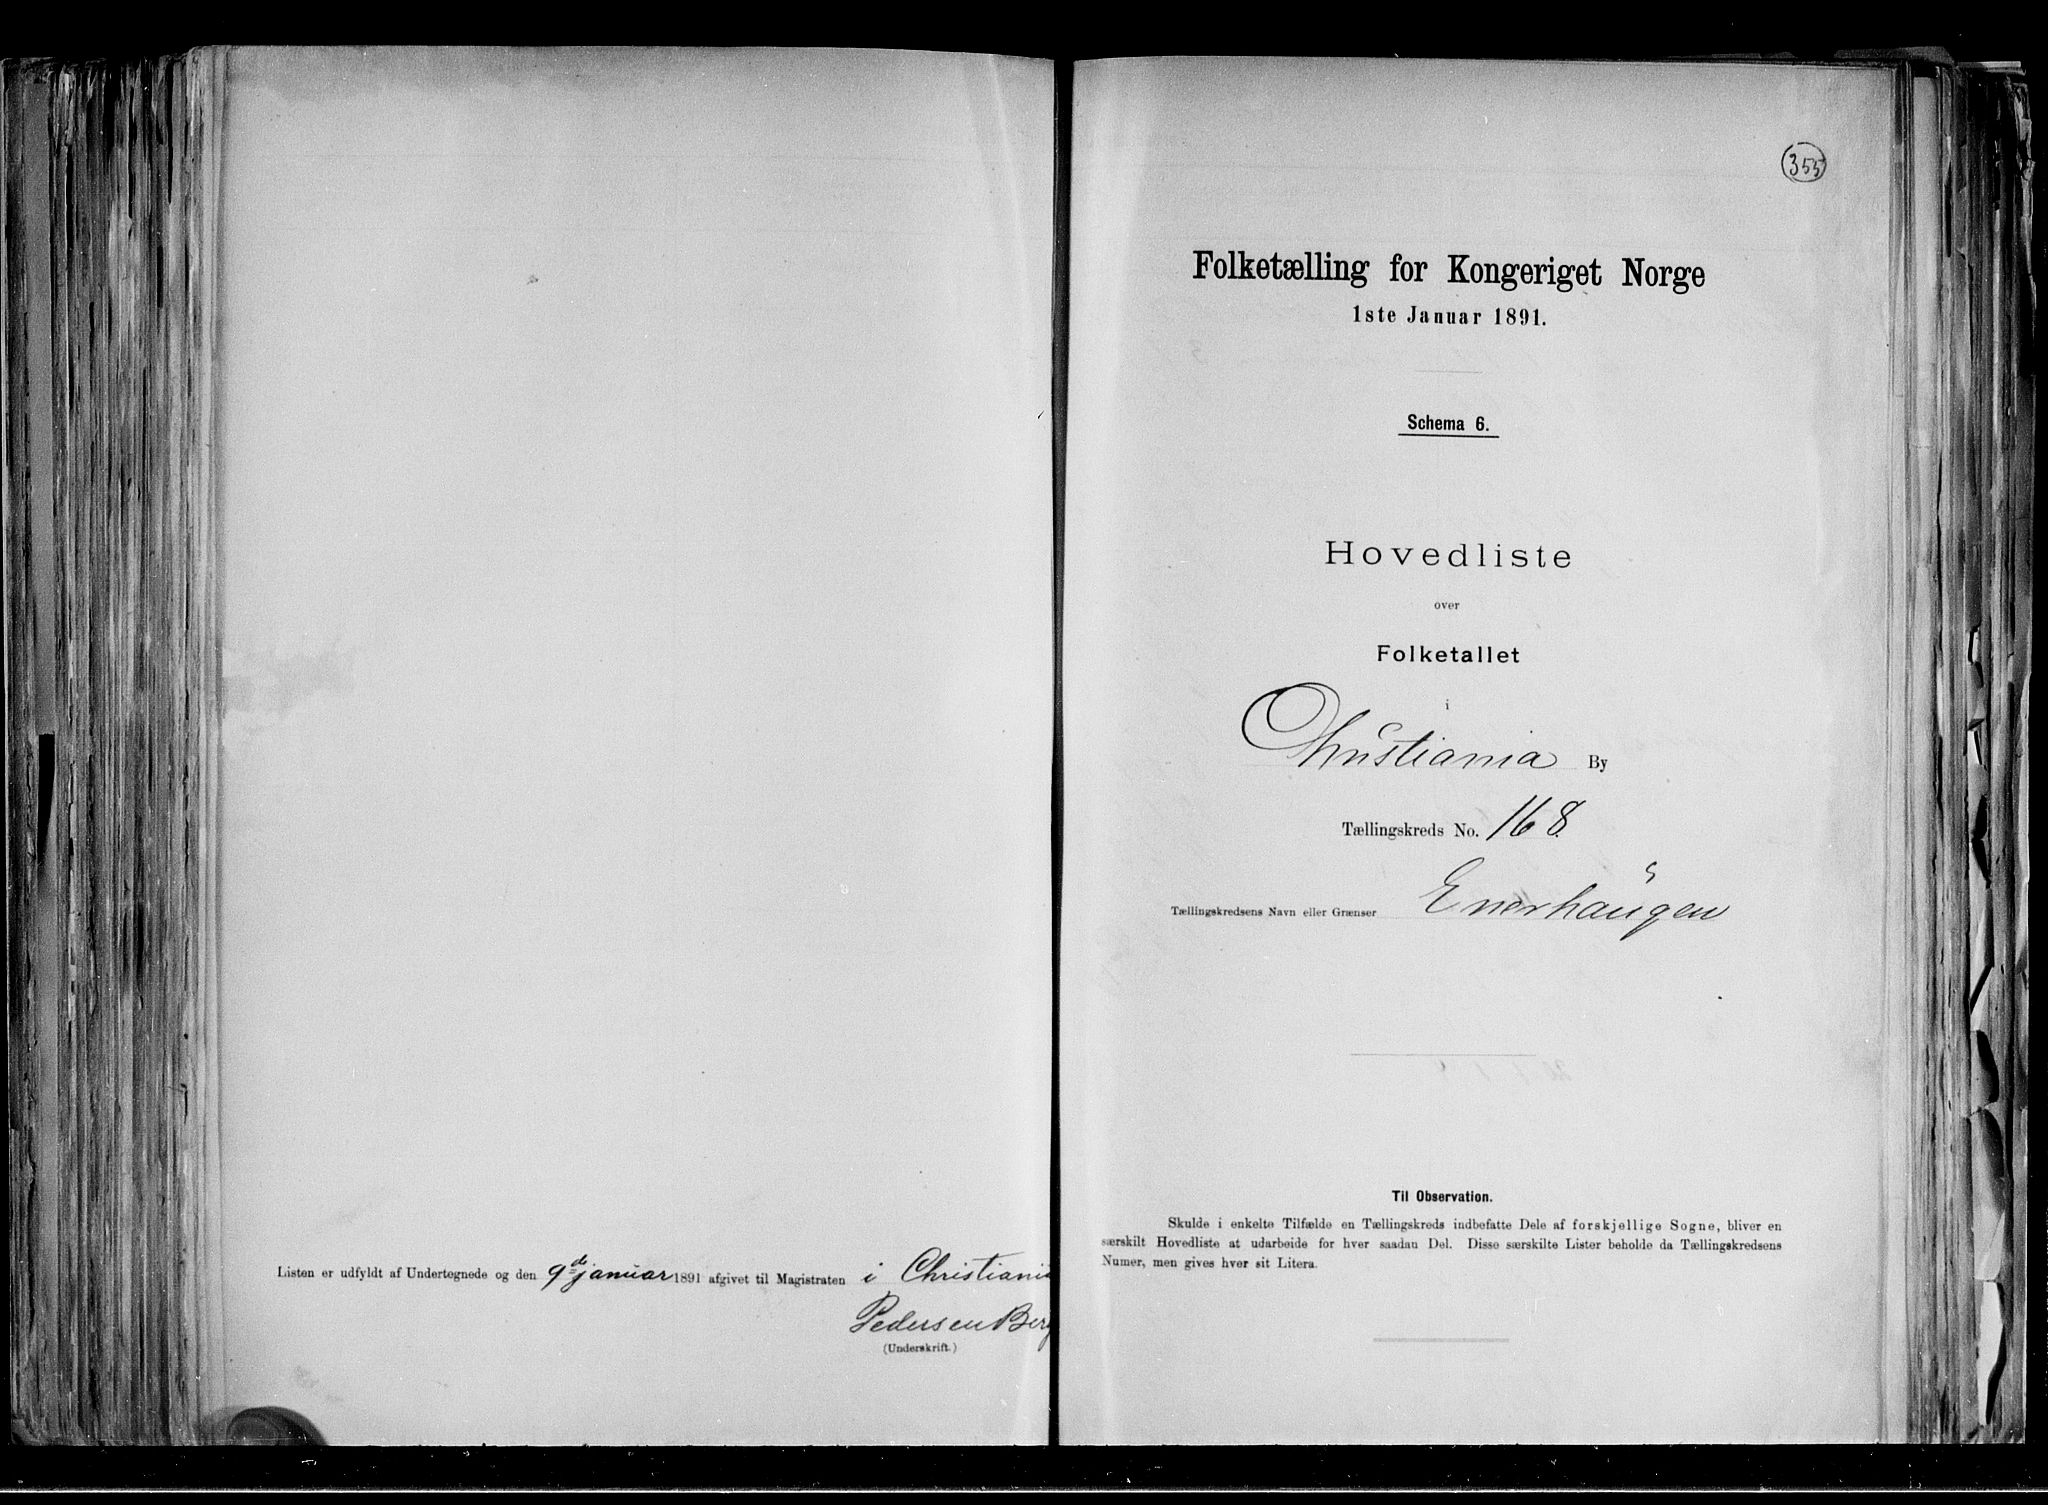 Listen er udfyldt af Undertegnede og den 9de januar 1891 afgivet til Magistraten i Christiania
Pedersen Berg
(Underskrift.)
355
Folketælling for Kongeriget Norge
1ste Januar 1891.
Schema 6.
Hovedliste
over
Folketallet
i
Christiania By
Tællingskreds No. 168.
Tællingskredsens Navn eller Grænser Enerhaugen
Til Observation.
Skulde i enkelte Tilfælde en Tællingskreds indbefatte Dele af forskjellige Sogne, bliver en
særskilt Hovedliste at udarbeide for hver saadan Del. Disse særskilte Lister beholde da Tællingskredsens
Numer, men gives hver sit Litera.